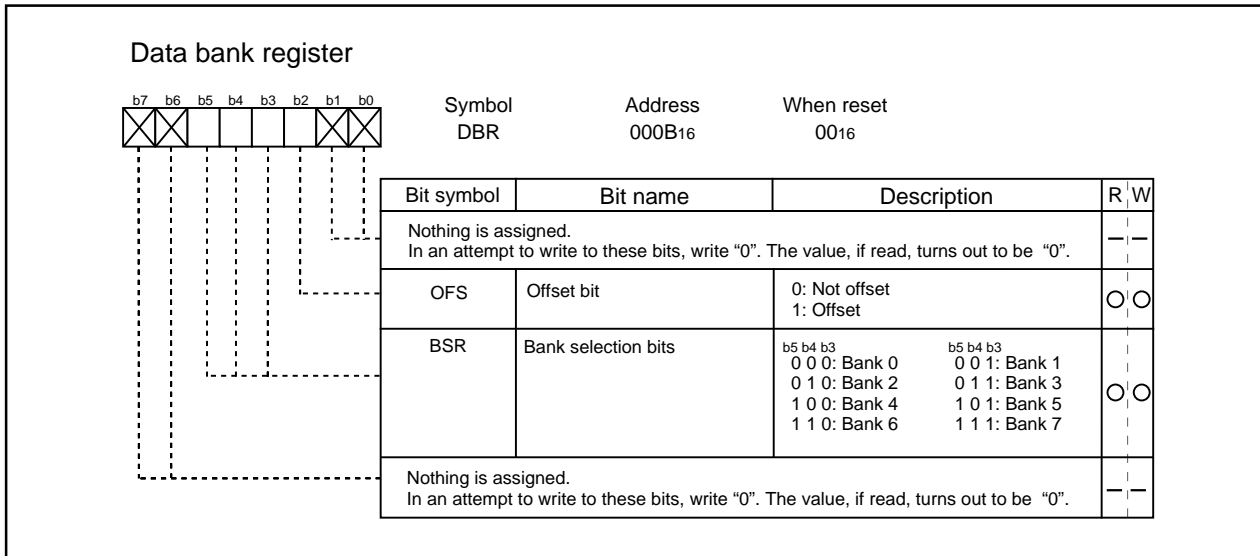 Data bank register
b7 b6 b5 b4 b3 b2 b1 b0
Symbol Address When reset
DBR 000B16 0016
Bit symbol Bit name Description R W
Nothing is assigned.
In an attempt to write to these bits, write “0”. The value, if read, turns out to be “0”.
OFS Offset bit 0: Not offset
1: Offset
BSR Bank selection bits b5 b4 b3 b5 b4 b3
0 0 0: Bank 0 0 0 1: Bank 1
0 1 0: Bank 2 0 1 1: Bank 3
1 0 0: Bank 4 1 0 1: Bank 5
1 1 0: Bank 6 1 1 1: Bank 7
Nothing is assigned.
In an attempt to write to these bits, write “0”. The value, if read, turns out to be “0”.